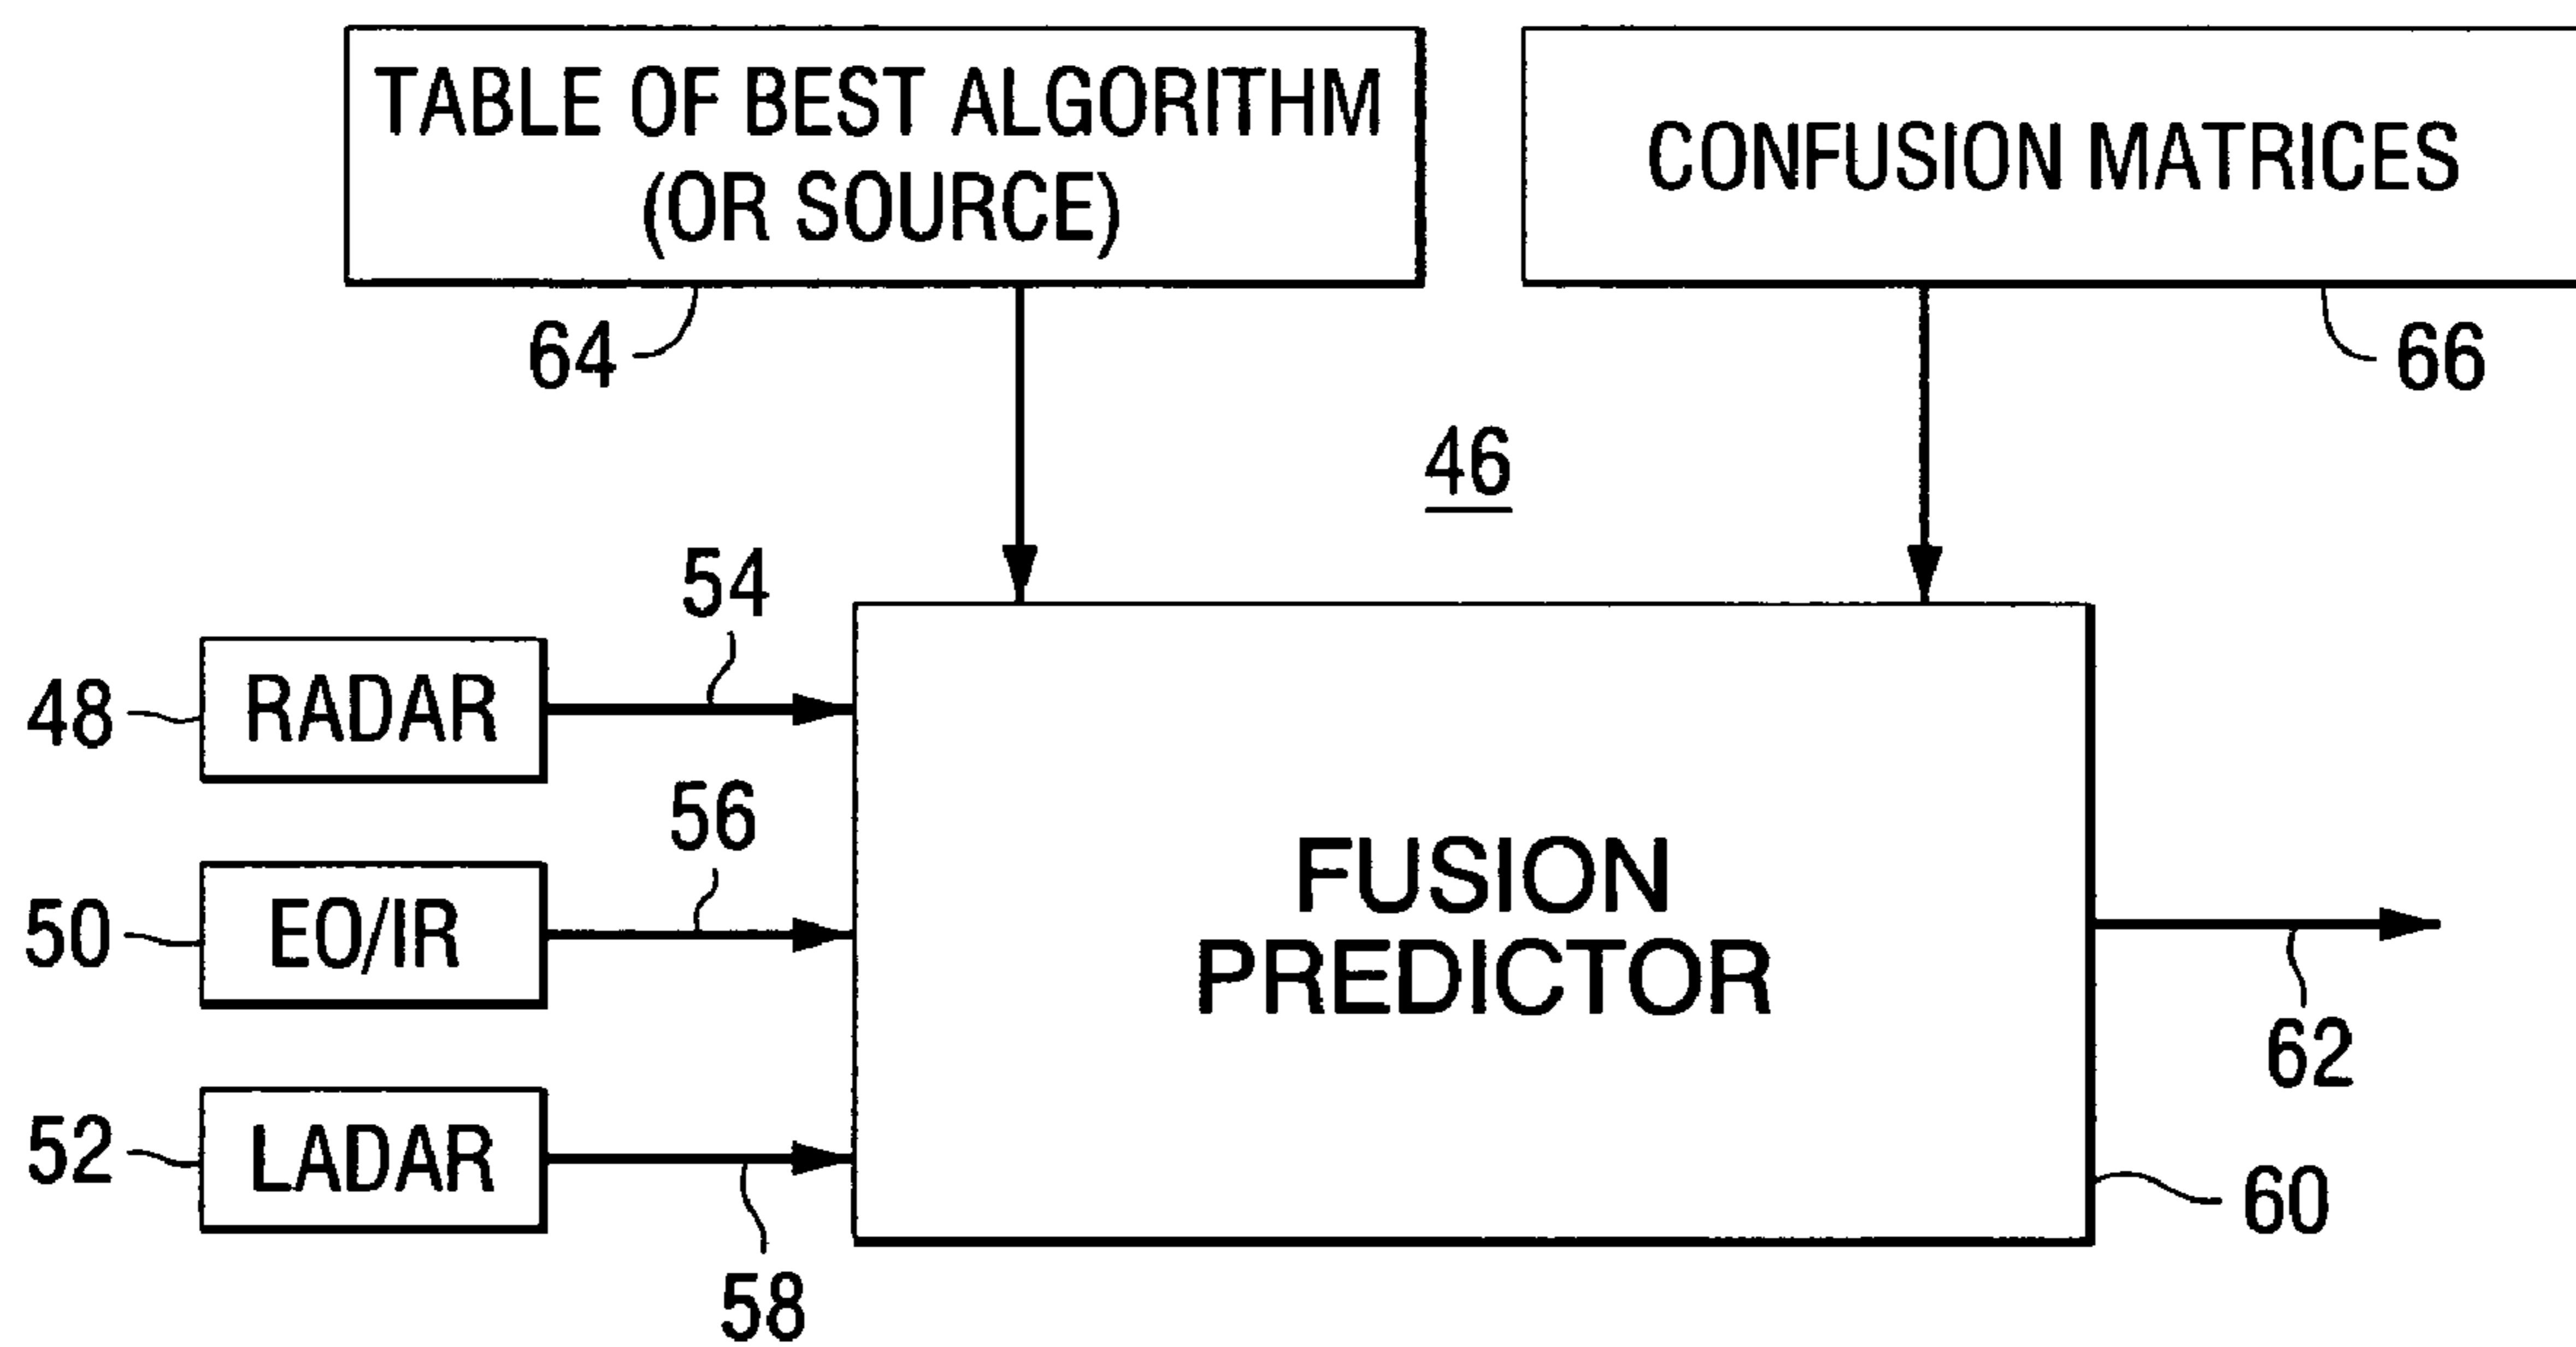 TABLE OF BEST ALGORITHM
(OR SOURCE)
CONFUSION MATRICES
64
66
46
54
48
RADAR
56
50
EO/IR
FUSION
PREDICTOR
62
52
LADAR
60
58